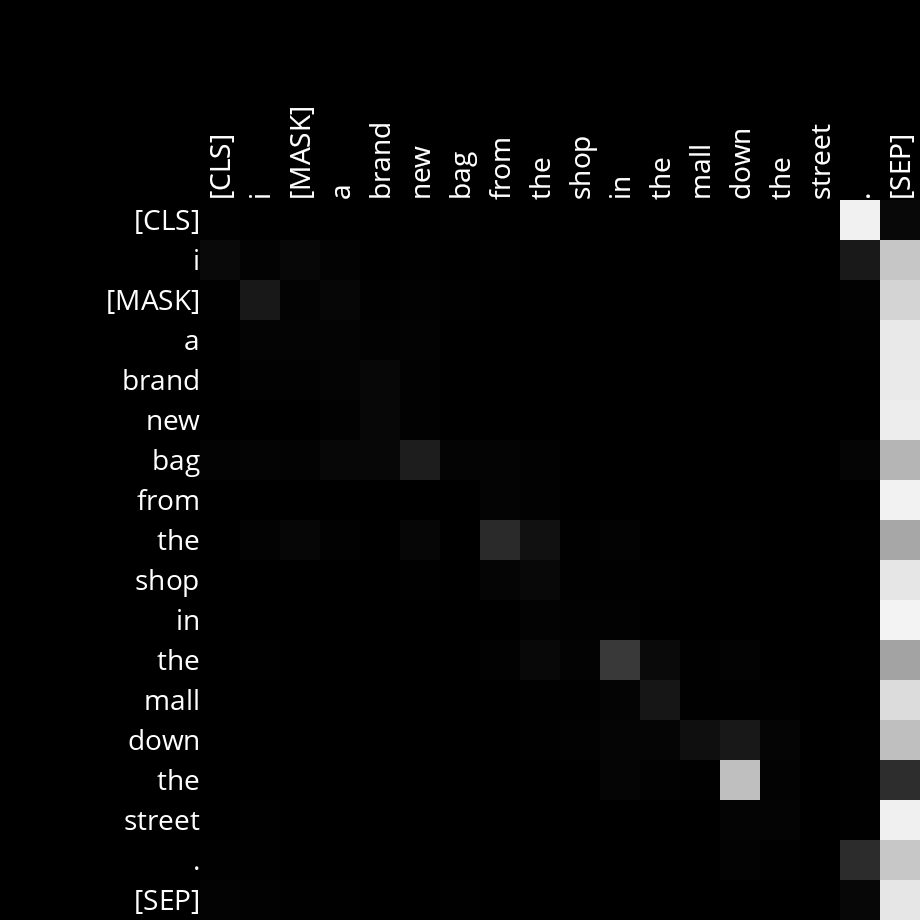 [CLS] i [MASK] a brand new bag from the shop in the mall down the street . [SEP]
[CLS]
i
[MASK]
a
brand
new
bag
from
the
shop
in
the
mall
down
the
street
.
[SEP]